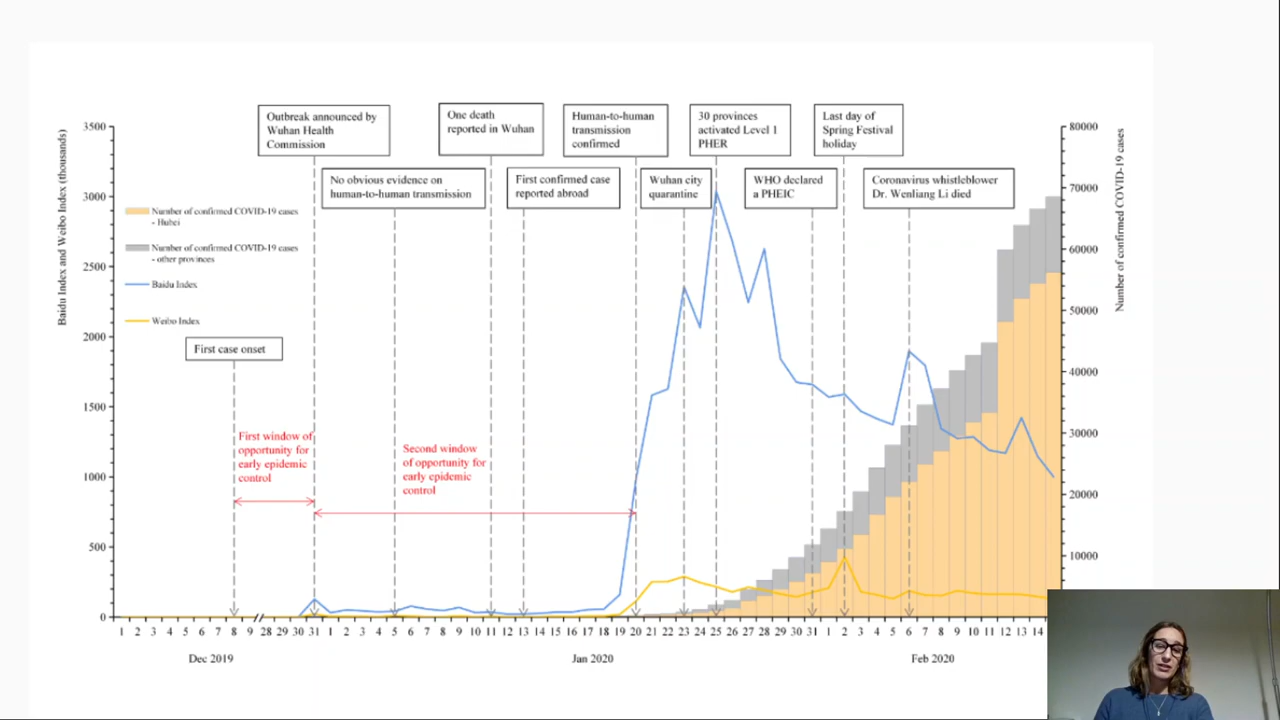 Outbreak announced by
Wuhan Health
Commission
One death
reported in Wuhan
Human-to-human
transmission
confirmed
30 provinces
activated Level 1
PHER
Last day of
Spring Festival
holiday
No obvious evidence on
human-to-human transmission
First confirmed case
reported abroad
Wuhan city
quarantine
WHO declared
a PHEIC
Coronavirus whistleblower
Dr. Wenliang Li died
Baidu Index and Weibo Index (thousands)
3500
3000
2500
2000
1500
1000
500
0
Number of confirmed COVID-19 cases
- Hubei
Number of confirmed COVID-19 cases
- other provinces
Baidu Index
Weibo Index
First case onset
First window of
opportunity for
early epidemic
control
Second window
of opportunity for
early epidemic
control
80000
70000
60000
50000
40000
30000
20000
10000
Number of confirmed COVID-19 cases
1 2 3 4 5 6 7 8 9 28 29 30 31 1 2 3 4 5 6 7 8 9 10 11 12 13 14 15 16 17 18 19 20 21 22 23 24 25 26 27 28 29 30 31 1 2 3 4 5 6 7 8 9 10 11 12 13 14
Dec 2019 Jan 2020 Feb 2020